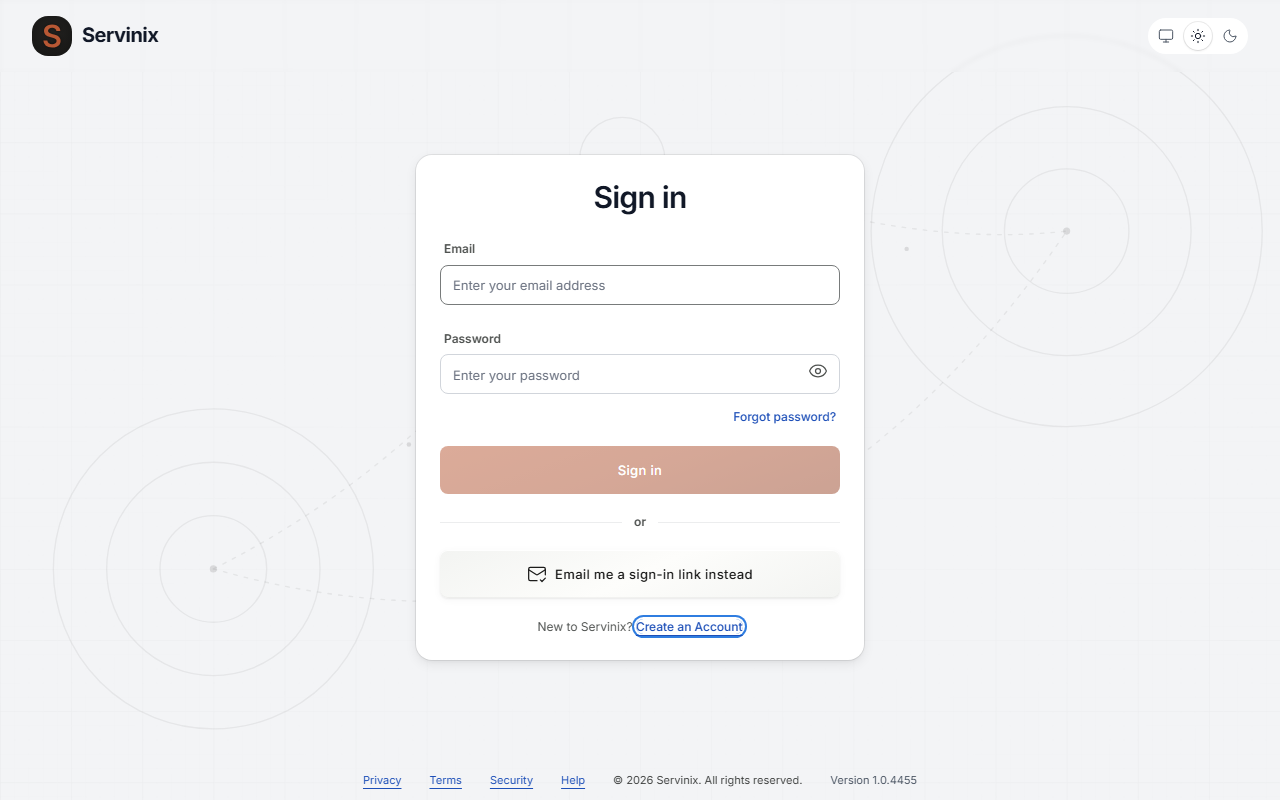 S Servinix
Sign in
Email
Enter your email address
Password
Enter your password
Forgot password?
Sign in
or
Email me a sign-in link instead
New to Servinix? Create an Account
Privacy Terms Security Help © 2026 Servinix. All rights reserved. Version 1.0.4455